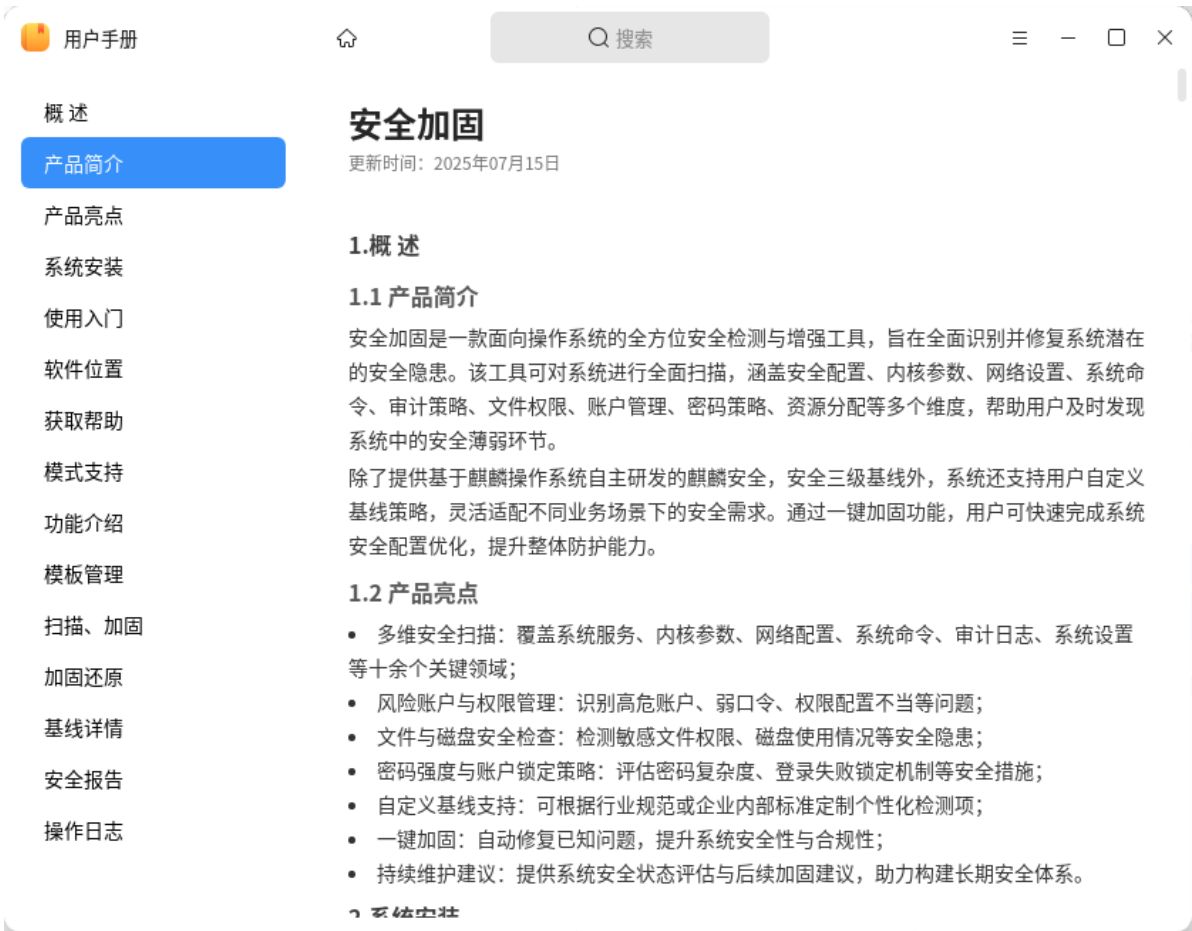 用户手册
搜索
概 述
产品简介
产品亮点
系统安装
使用入门
软件位置
获取帮助
模式支持
功能介绍
模板管理
扫描、加固
加固还原
基线详情
安全报告
操作日志
安全加固
更新时间：2025年07月15日
1.概 述
1.1 产品简介
安全加固是一款面向操作系统的全方位安全检测与增强工具，旨在全面识别并修复系统潜在
的安全隐患。该工具可对系统进行全面扫描，涵盖安全配置、内核参数、网络设置、系统命
令、审计策略、文件权限、账户管理、密码策略、资源分配等多个维度，帮助用户及时发现
系统中的安全薄弱环节。
除了提供基于麒麟操作系统自主研发的麒麟安全，安全三级基线外，系统还支持用户自定义
基线策略，灵活适配不同业务场景下的安全需求。通过一键加固功能，用户可快速完成系统
安全配置优化，提升整体防护能力。
1.2 产品亮点
• 多维安全扫描：覆盖系统服务、内核参数、网络配置、系统命令、审计日志、系统设置
等十余个关键领域；
• 风险账户与权限管理：识别高危账户、弱口令、权限配置不当等问题；
• 文件与磁盘安全检查：检测敏感文件权限、磁盘使用情况等安全隐患；
• 密码强度与账户锁定策略：评估密码复杂度、登录失败锁定机制等安全措施；
• 自定义基线支持：可根据行业规范或企业内部标准定制个性化检测项；
• 一键加固：自动修复已知问题，提升系统安全性与合规性；
• 持续维护建议：提供系统安全状态评估与后续加固建议，助力构建长期安全体系。
2 系统安装